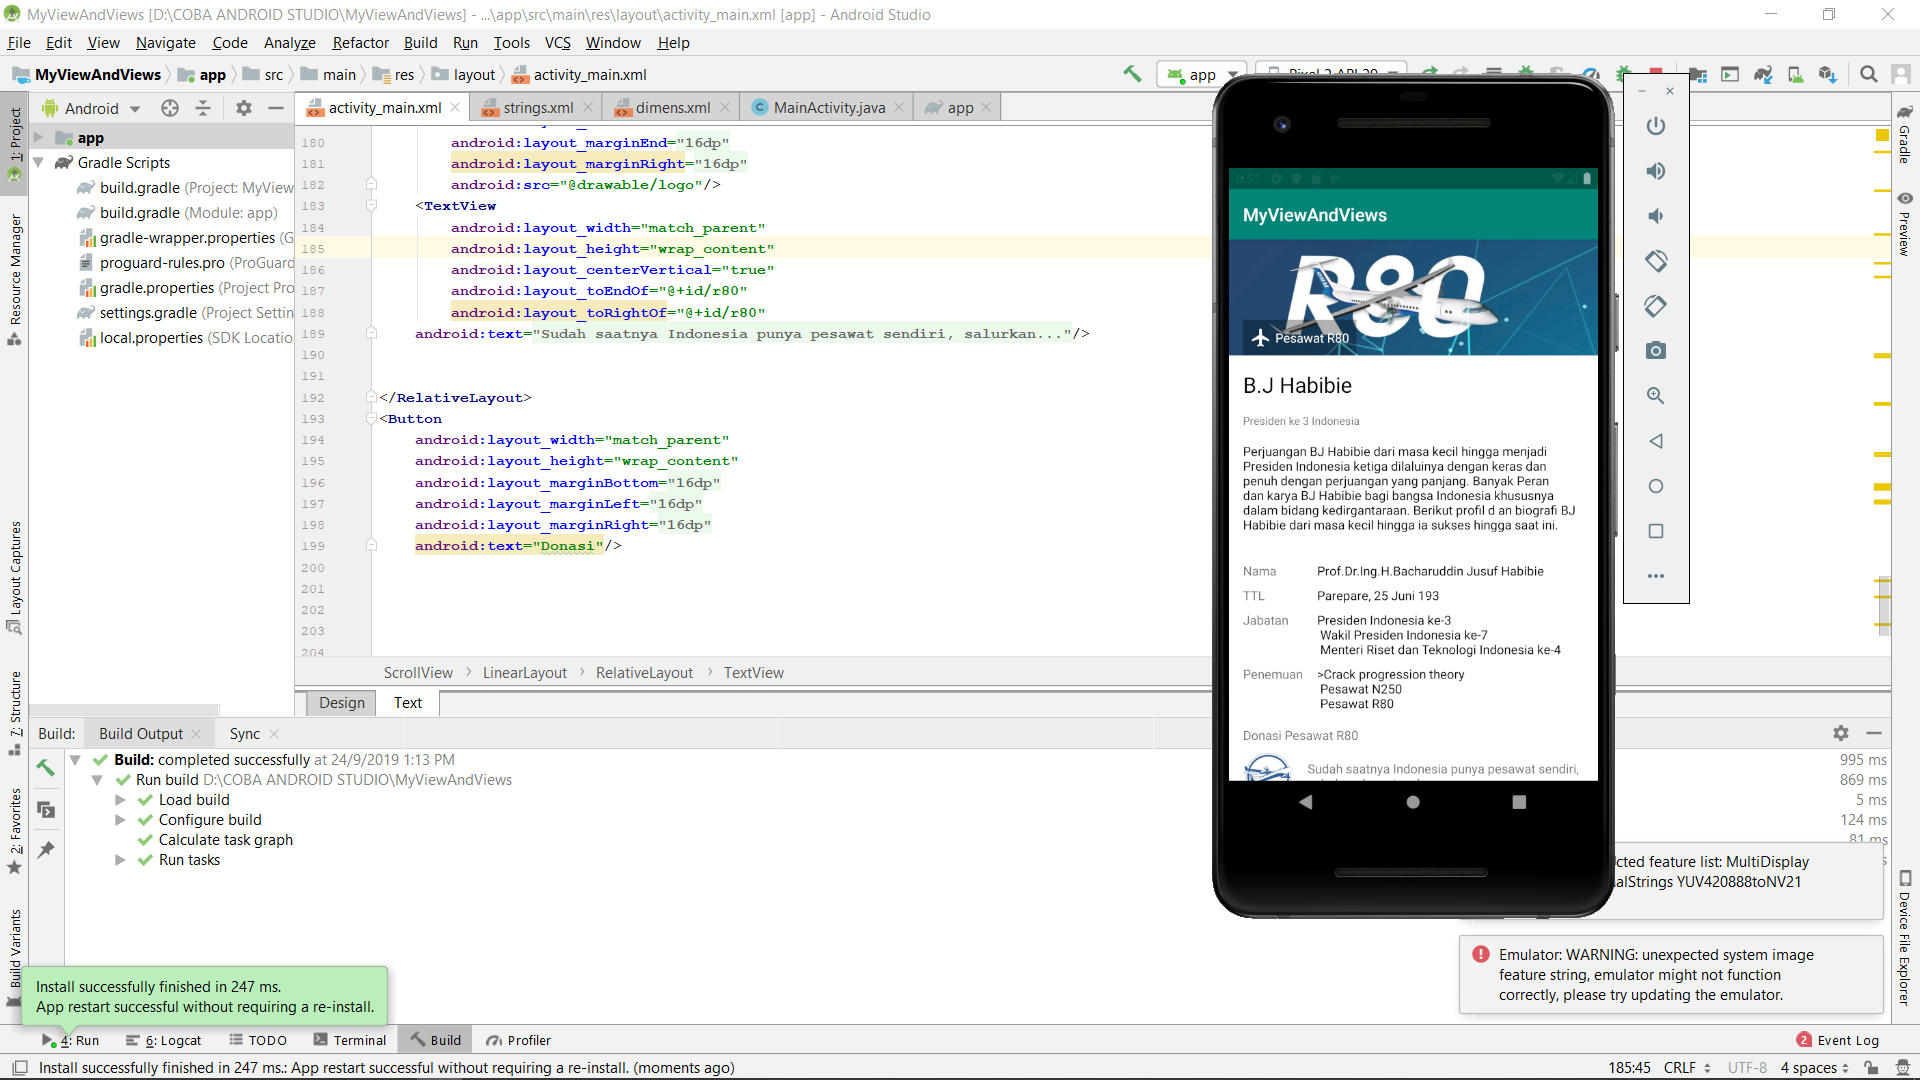 MyViewAndViews [D:\COBA ANDROID STUDIO\MyViewAndViews] - ...\app\src\main\res\layout\activity_main.xml [app] - Android Studio
File Edit View Navigate Code Analyze Refactor Build Run Tools VCS Window Help
MyViewAndViews app src main res layout activity_main.xml
app
Android
activity_main.xml strings.xml dimens.xml MainActivity.java app
1: Project
Resource Manager
Layout Captures
7: Structure
2: Favorites
Build Variants
app
Gradle Scripts
build.gradle (Project: MyView
build.gradle (Module: app)
gradle-wrapper.properties (G
proguard-rules.pro (ProGuard
gradle.properties (Project Pro
settings.gradle (Project Settin
local.properties (SDK Locatio
180 android:layout_marginEnd="16dp"
181 android:layout_marginRight="16dp"
182 android:src="@drawable/logo"/>
183 <TextView
184 android:layout_width="match_parent"
185 android:layout_height="wrap_content"
186 android:layout_centerVertical="true"
187 android:layout_toEndOf="@+id/r80"
188 android:layout_toRightOf="@+id/r80"
189 android:text="Sudah saatnya Indonesia punya pesawat sendiri, salurkan..."/>
190
191
192 </RelativeLayout>
193 <Button
194 android:layout_width="match_parent"
195 android:layout_height="wrap_content"
196 android:layout_marginBottom="16dp"
197 android:layout_marginLeft="16dp"
198 android:layout_marginRight="16dp"
199 android:text="Donasi"/>
200
201
202
203
204
ScrollView LinearLayout RelativeLayout TextView
Design Text
MyViewAndViews
R80
Pesawat R80
B.J Habibie
Presiden ke 3 Indonesia
Perjuangan BJ Habibie dari masa kecil hingga menjadi
Presiden Indonesia ketiga dilaluinya dengan keras dan
penuh dengan perjuangan yang panjang. Banyak Peran
dan karya BJ Habibie bagi bangsa Indonesia khususnya
dalam bidang kedirgantaraan. Berikut profil d an biografi BJ
Habibie dari masa kecil hingga ia sukses hingga saat ini.
Nama Prof.Dr.Ing.H.Bacharuddin Jusuf Habibie
TTL Parepare, 25 Juni 193
Jabatan Presiden Indonesia ke-3
Wakil Presiden Indonesia ke-7
Menteri Riset dan Teknologi Indonesia ke-4
Penemuan >Crack progression theory
Pesawat N250
Pesawat R80
Donasi Pesawat R80
Sudah saatnya Indonesia punya pesawat sendiri,
Gradle
Preview
Device File Explorer
Build: Build Output Sync
Build: completed successfully at 24/9/2019 1:13 PM 995 ms
Run build D:\COBA ANDROID STUDIO\MyViewAndViews 869 ms
Load build 5 ms
Configure build 124 ms
Calculate task graph 81 ms
Run tasks
cted feature list: MultiDisplay
alStrings YUV420888toNV21
Emulator: WARNING: unexpected system image
feature string, emulator might not function
correctly, please try updating the emulator.
Install successfully finished in 247 ms.
App restart successful without requiring a re-install.
4: Run 6: Logcat TODO Terminal Build Profiler 2 Event Log
Install successfully finished in 247 ms.: App restart successful without requiring a re-install. (moments ago) 185:45 CRLF UTF-8 4 spaces